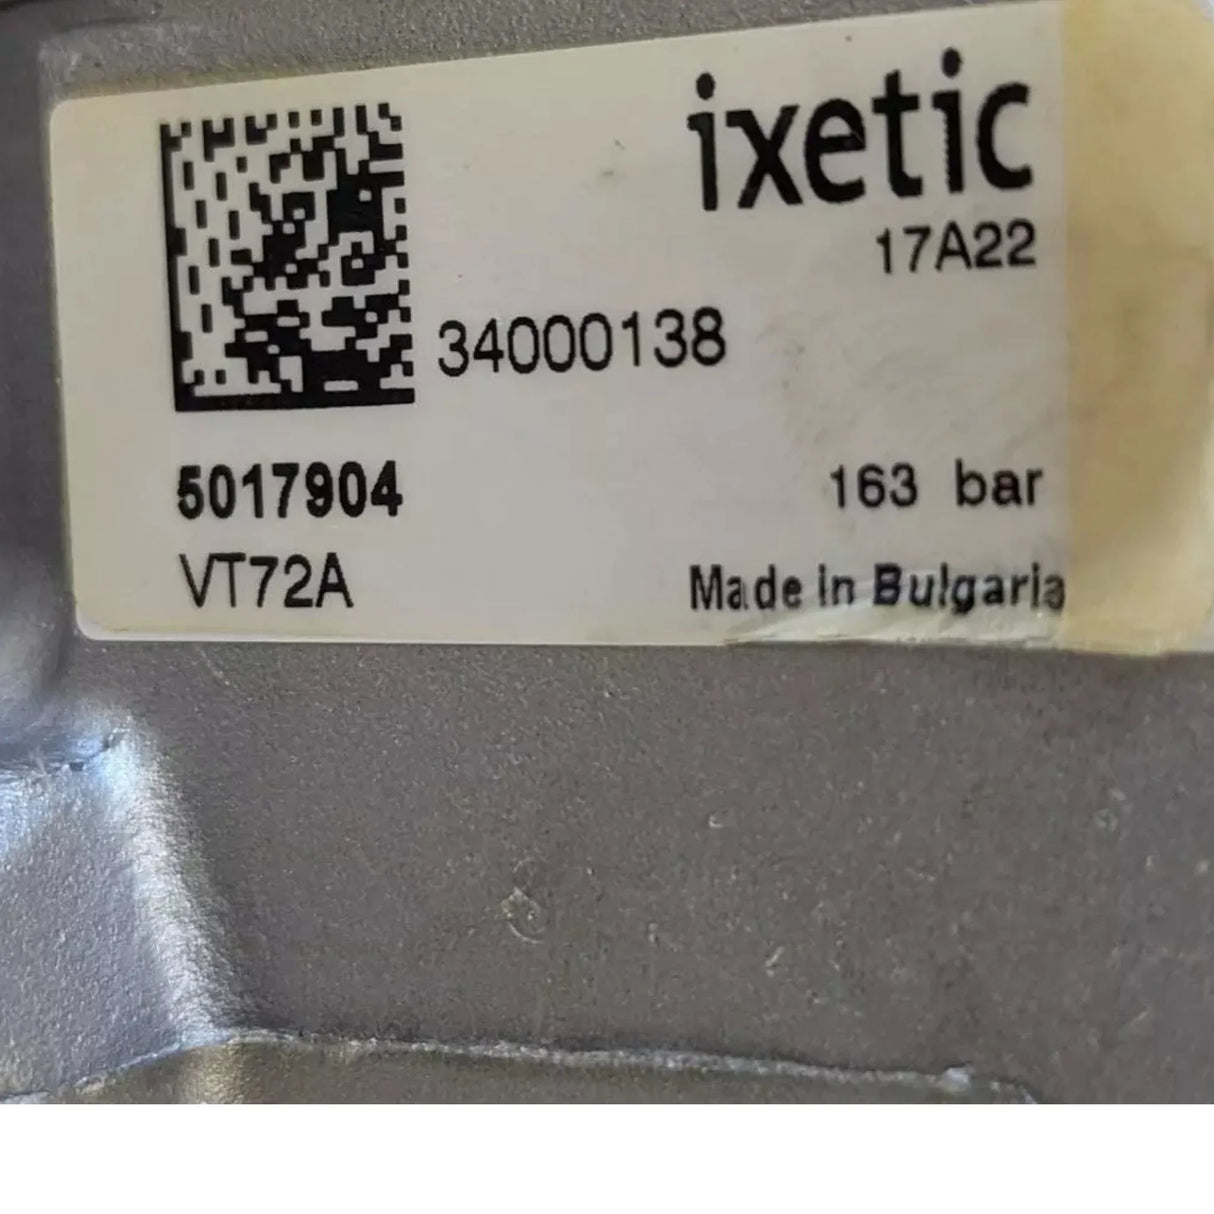 ixetic
17A22
34000138
5017904
163 bar
VT72A
Made in Bulgaria